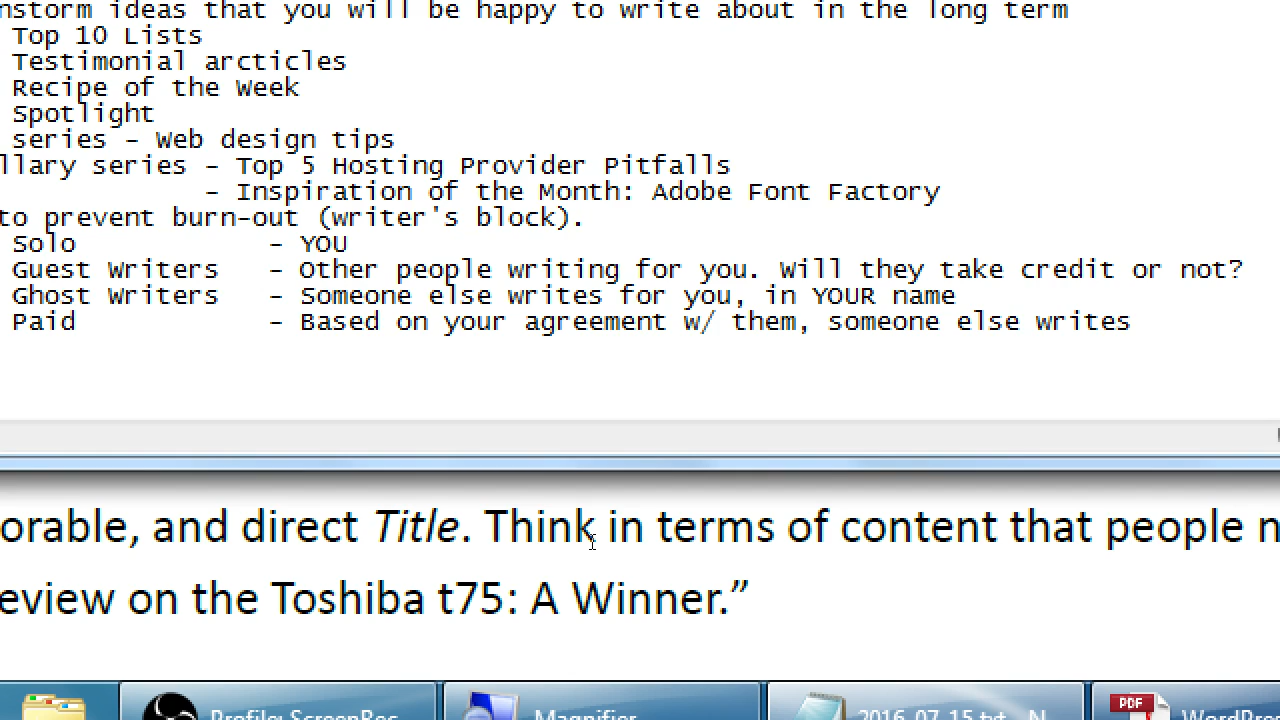 nstorm ideas that you will be happy to write about in the long term
Top 10 Lists
Testimonial arcticles
Recipe of the Week
Spotlight
series - Web design tips
llary series - Top 5 Hosting Provider Pitfalls
- Inspiration of the Month: Adobe Font Factory
to prevent burn-out (writer's block).
Solo - YOU
Guest Writers - Other people writing for you. Will they take credit or not?
Ghost Writers - Someone else writes for you, in YOUR name
Paid - Based on your agreement w/ them, someone else writes
orable, and direct Title. Think in terms of content that people n
eview on the Toshiba t75: A Winner.”
Profile: ScreenRec Magnifier 2016_07_15.txt - N PDF WordPre